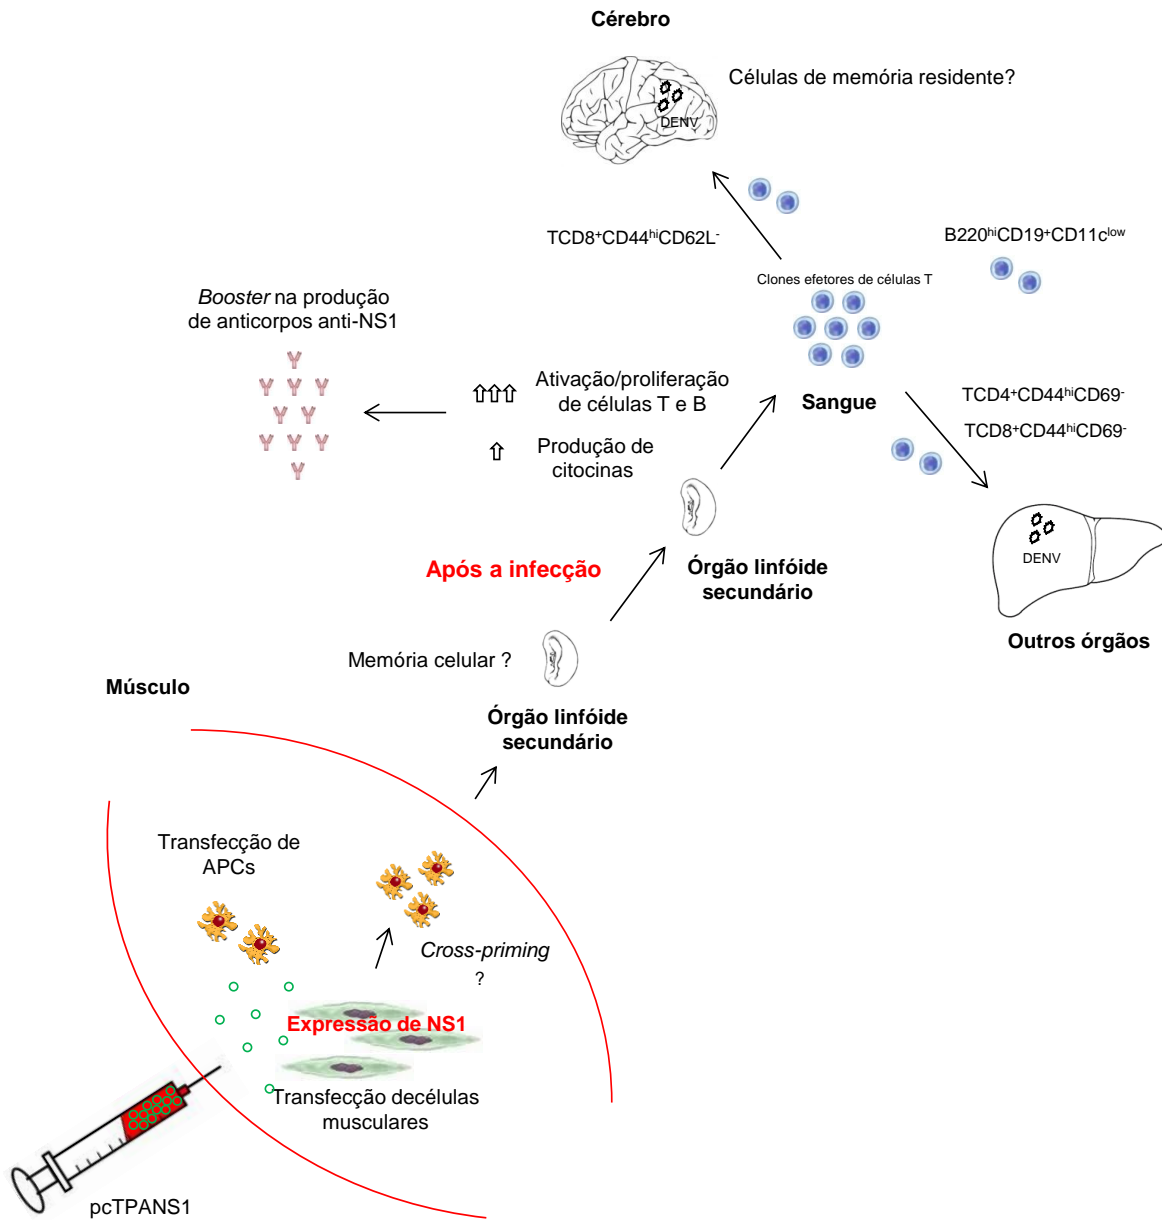 Cérebro
Células de memória residente?
DENV
TCD8⁺CD44ʰⁱCD62L⁻
B220ʰⁱCD19⁺CD11cˡᵒʷ
Clones efetores de células T
Booster na produção
de anticorpos anti-NS1
⇧⇧⇧ Ativação/proliferação
de células T e B
⇧ Produção de
citocinas
Sangue
TCD4⁺CD44ʰⁱCD69⁻
TCD8⁺CD44ʰⁱCD69⁻
DENV
Outros órgãos
Após a infecção
Órgão linfóide
secundário
Memória celular ?
Órgão linfóide
secundário
Músculo
Transfecção de
APCs
Cross-priming
?
Expressão de NS1
Transfecção decélulas
musculares
pcTPANS1